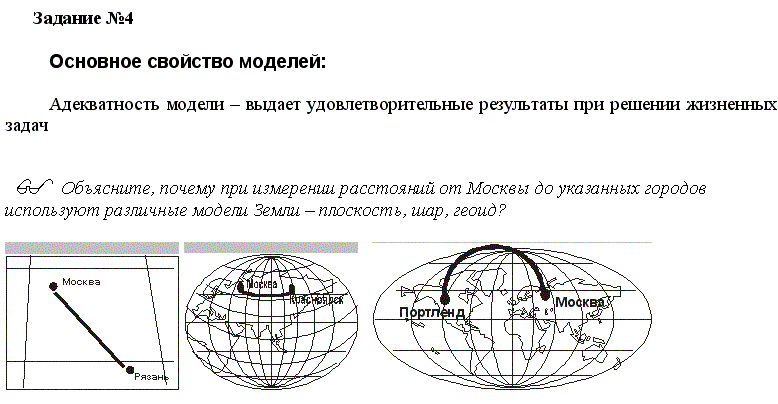 Задание №4
Основное свойство моделей:
Адекватность модели – выдает удовлетворительные результаты при решении жизненных
задач
Объясните, почему при измерении расстояний от Москвы до указанных городов
используют различные модели Земли – плоскость, шар, геоид?
Москва
Рязань
Москва
Красноярск
Портленд
Москва